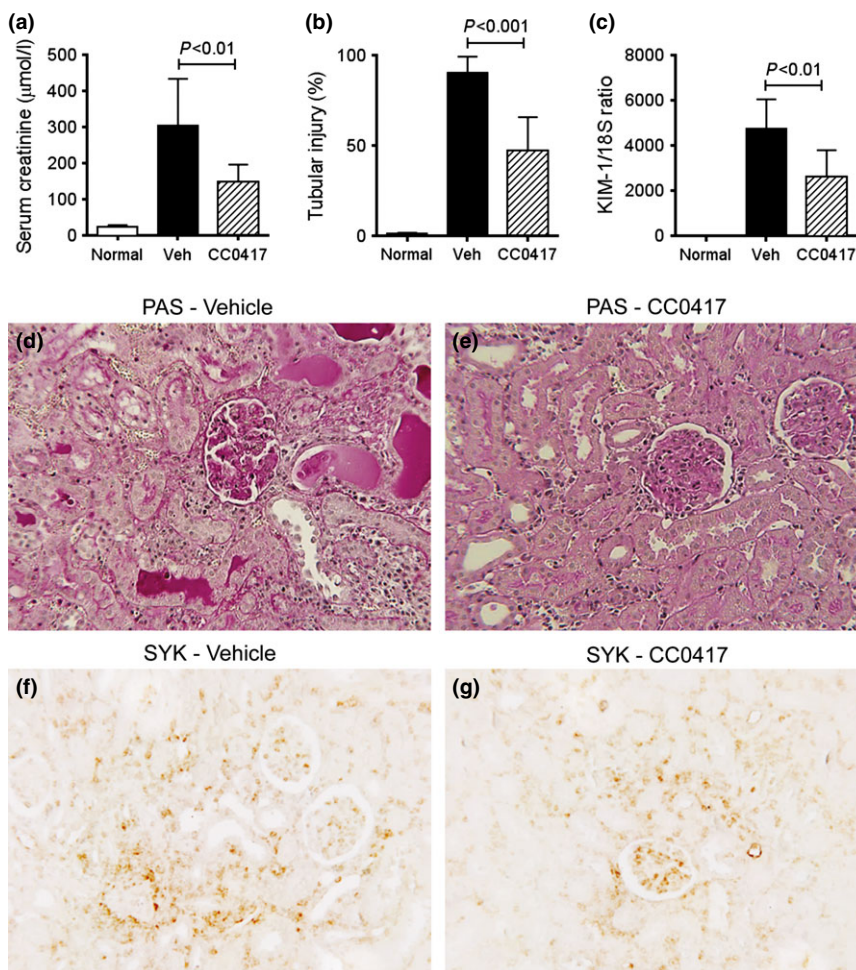 (a)
Serum creatinine (µmol/l)
500
400
300
200
100
0
P<0.01
Normal Veh CC0417
(b)
Tubular injury (%)
100
50
0
P<0.001
Normal Veh CC0417
(c)
KIM-1/18S ratio
8000
6000
4000
2000
0
P<0.01
Normal Veh CC0417
PAS - Vehicle
(d)
PAS - CC0417
(e)
SYK - Vehicle
(f)
SYK - CC0417
(g)